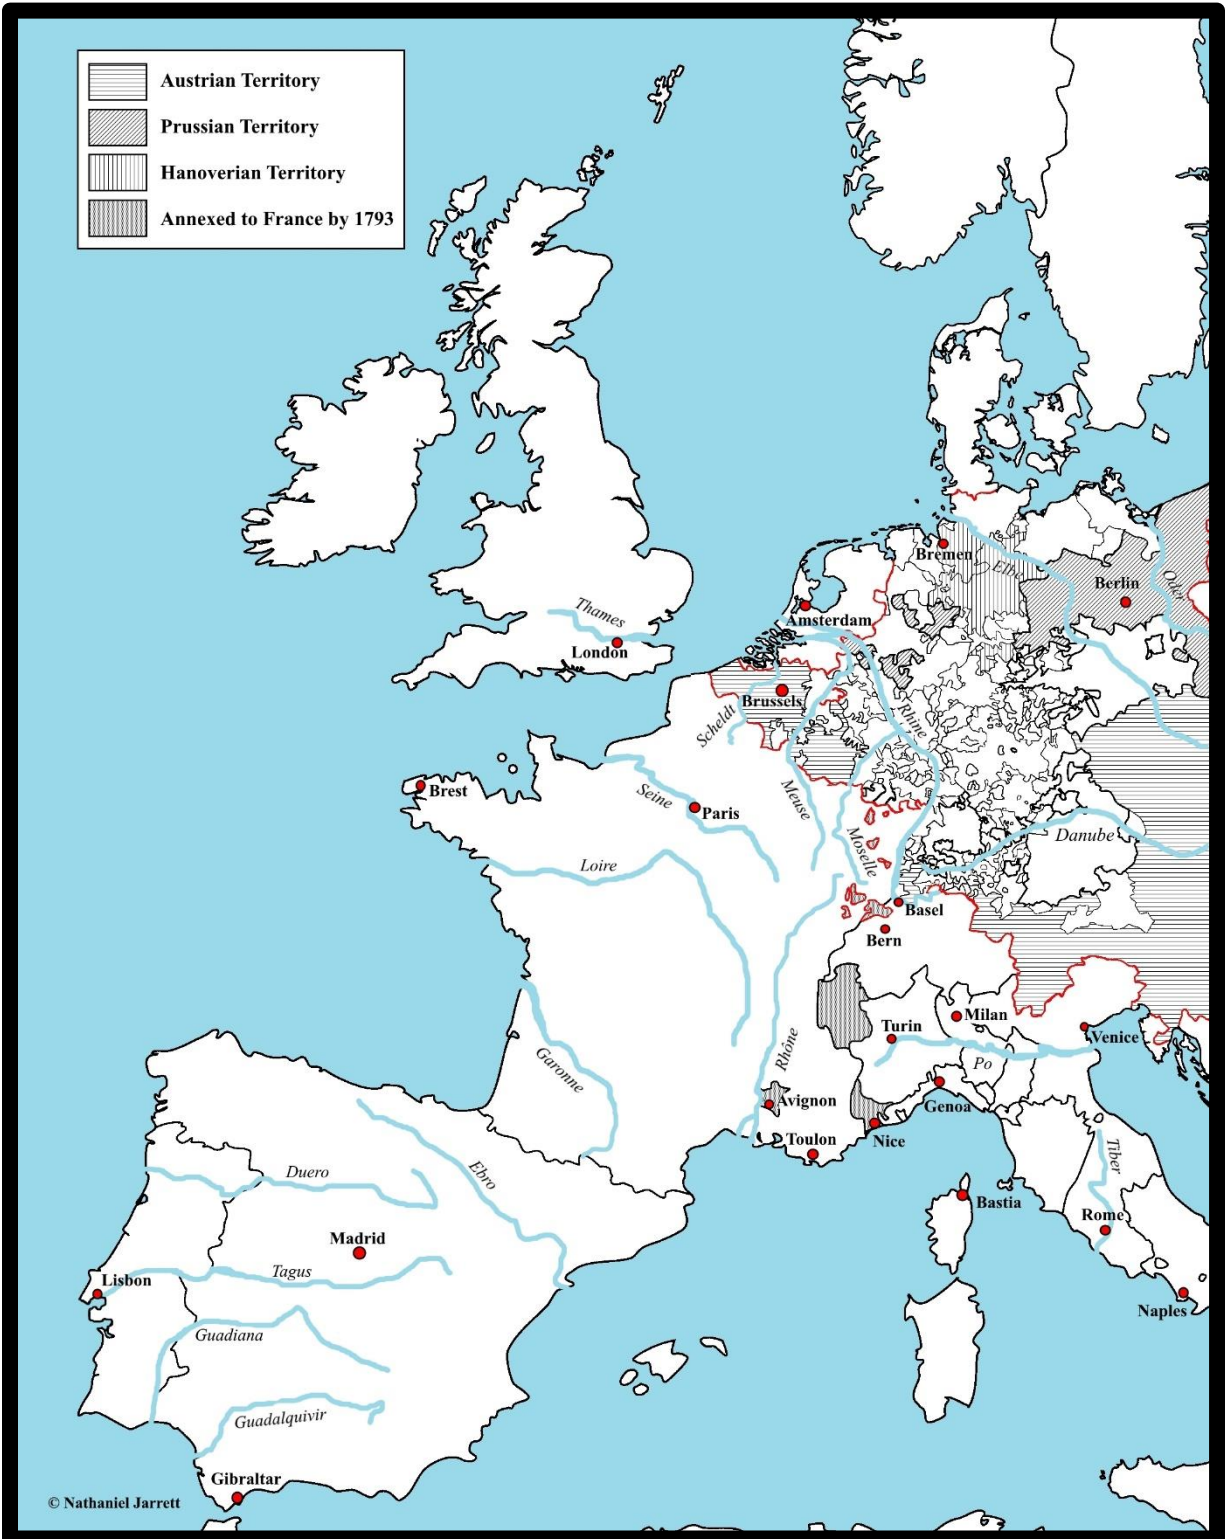 Austrian Territory
Prussian Territory
Hanoverian Territory
Annexed to France by 1793
Bremen
Elbe
Berlin
Oder
Thames
London
Amsterdam
Brussels
Scheldt
Rhine
Brest
Seine
Paris
Meuse
Moselle
Danube
Loire
Basel
Bern
Milan
Turin
Venice
Po
Garonne
Rhône
Avignon
Genoa
Nice
Toulon
Tiber
Duero
Ebro
Bastia
Rome
Madrid
Tagus
Lisbon
Naples
Guadiana
Guadalquivir
Gibraltar
© Nathaniel Jarrett